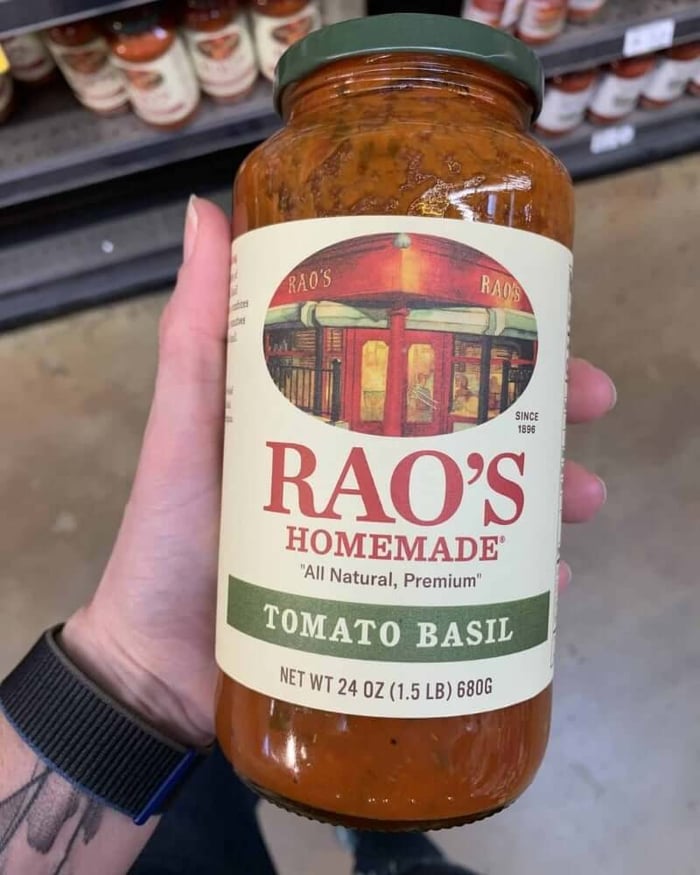 RAO'S
RAO'S
SINCE
1896
RAO'S
HOMEMADE®
"All Natural, Premium"
TOMATO BASIL
NET WT 24 OZ (1.5 LB) 680G